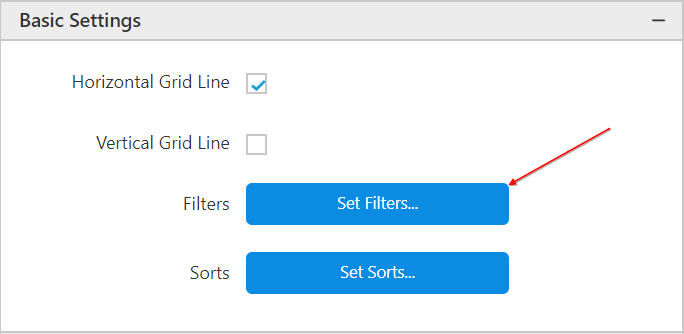 Basic Settings
Horizontal Grid Line
Vertical Grid Line
Filters Set Filters...
Sorts Set Sorts...